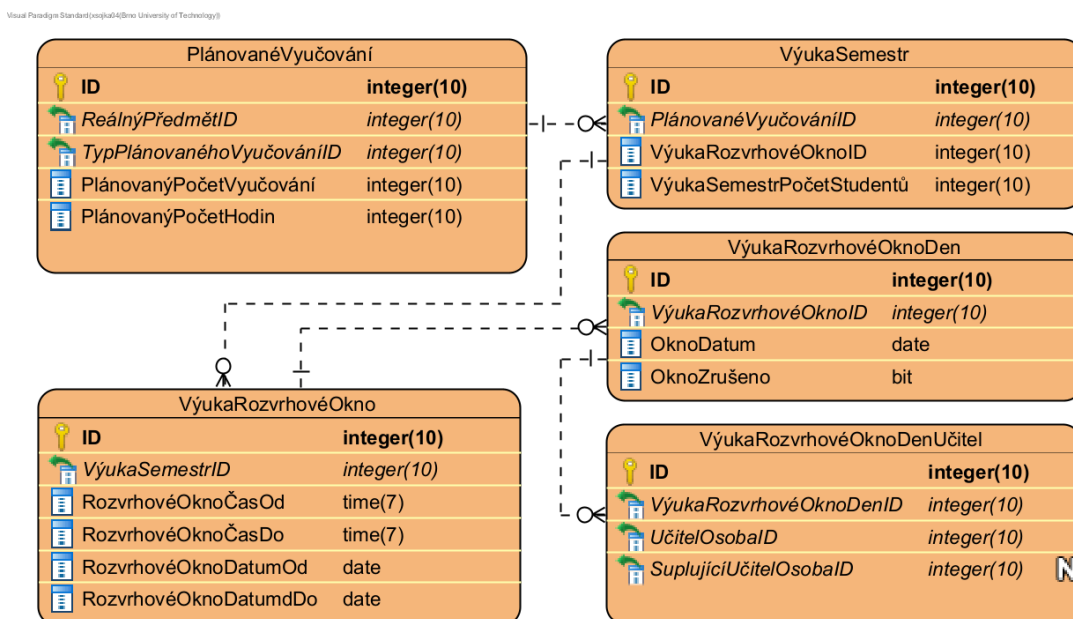 Visual Paradigm Standard(xsojka04(Brno University of Technology))
PlánovanéVyučování
ID integer(10)
ReálnýPředmětID integer(10)
TypPlánovanéhoVyučováníID integer(10)
PlánovanýPočetVyučování integer(10)
PlánovanýPočetHodin integer(10)
VýukaSemestr
ID integer(10)
PlánovanéVyučováníID integer(10)
VýukaRozvrhovéOknoID integer(10)
VýukaSemestrPočetStudentů integer(10)
VýukaRozvrhovéOknoDen
ID integer(10)
VýukaRozvrhovéOknoID integer(10)
OknoDatum date
OknoZrušeno bit
VýukaRozvrhovéOkno
ID integer(10)
VýukaSemestrID integer(10)
RozvrhovéOknoČasOd time(7)
RozvrhovéOknoČasDo time(7)
RozvrhovéOknoDatumOd date
RozvrhovéOknoDatumdDo date
VýukaRozvrhovéOknoDenUčitel
ID integer(10)
VýukaRozvrhovéOknoDenID integer(10)
UčitelOsobaID integer(10)
SuplujícíUčitelOsobaID integer(10) N